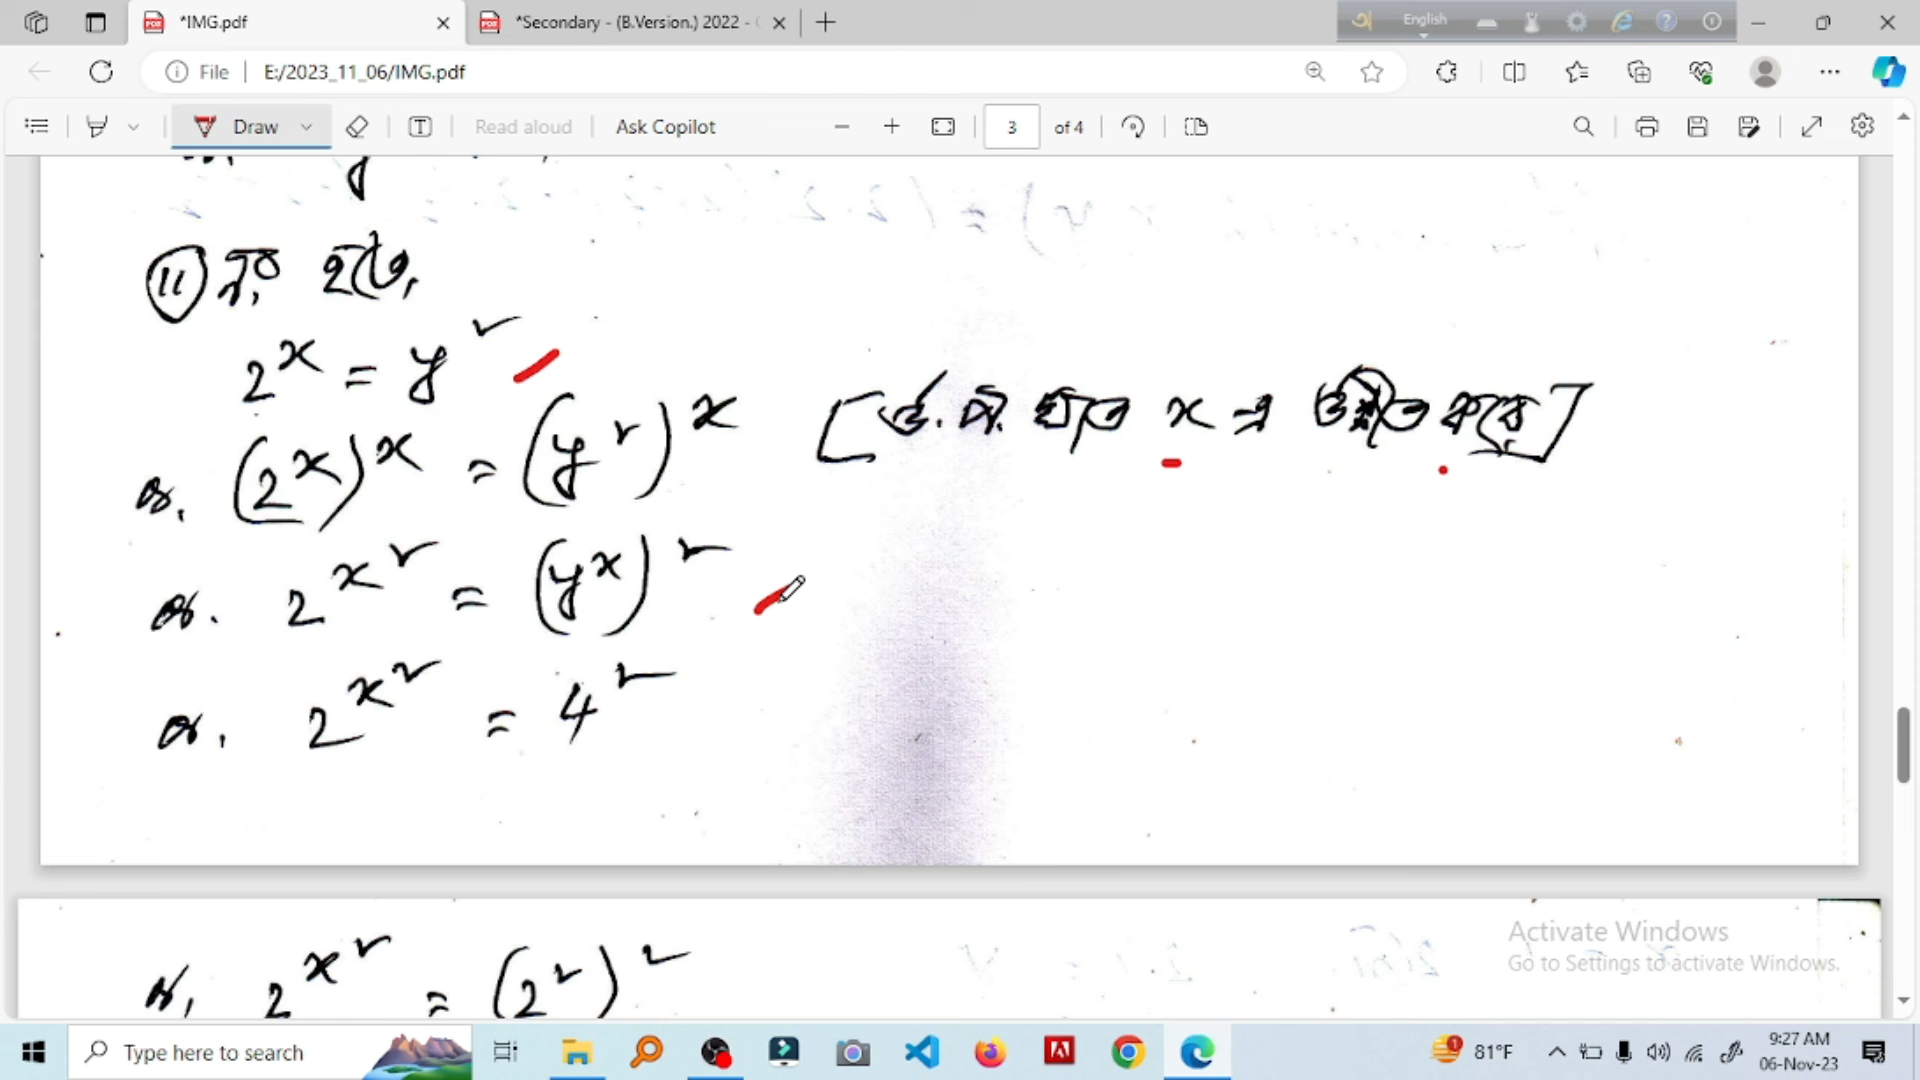 *IMG.pdf
*Secondary - (B.Version.) 2022 -
English
File
E:/2023_11_06/IMG.pdf
Draw
Read aloud
Ask Copilot
3
of 4
(11) নং হতে,
2^x = y^2
বা, (2^x)^x = (y^2)^x [উ. প. ঘাত x এ উন্নীত করে]
বা, 2^x^2 = (y^x)^2
বা, 2^x^2 = 4^2
বা, 2^x^2 = (2^2)^2
Activate Windows
Go to Settings to activate Windows.
Type here to search
81°F
9:27 AM
06-Nov-23